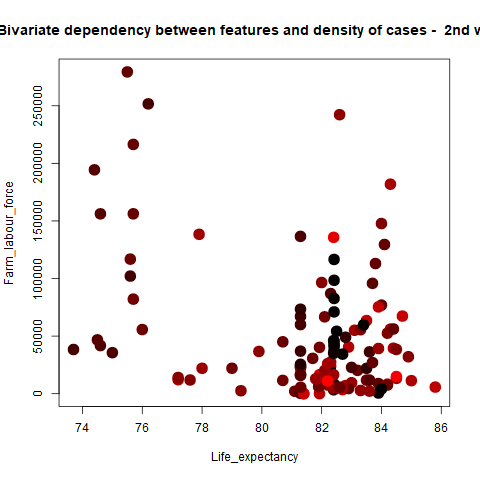 Bivariate dependency between features and density of cases - 2nd w
Farm_labour_force
250000
200000
150000
100000
50000
0
74 76 78 80 82 84 86
Life_expectancy